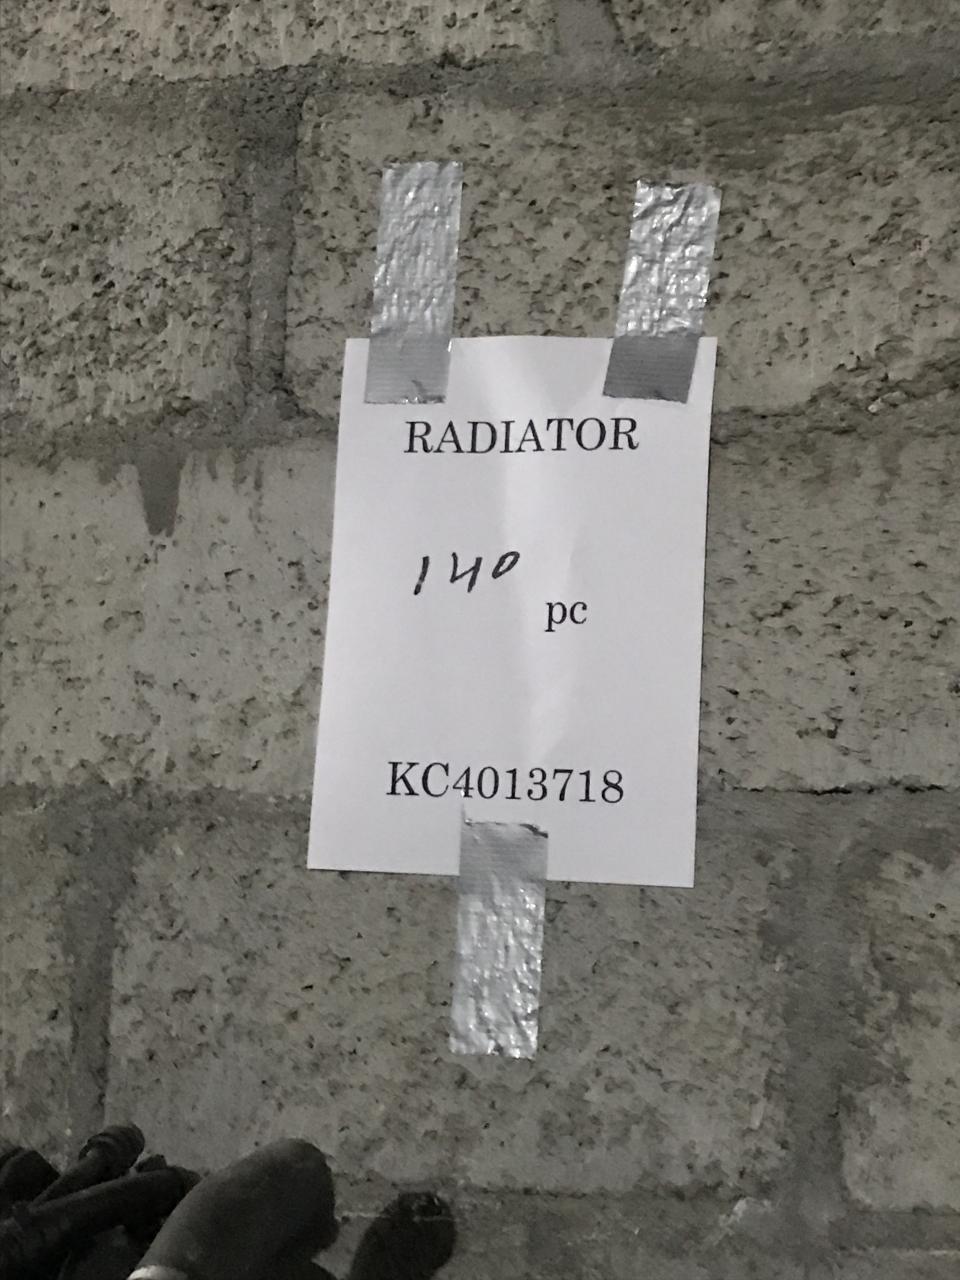 RADIATOR
140
pc
KC4013718